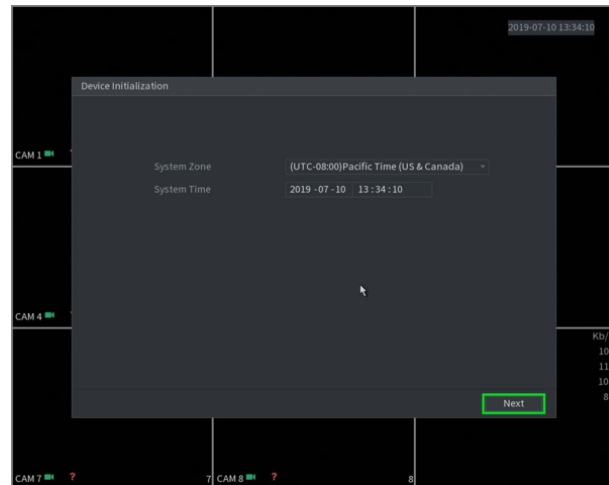 2019-07-10 13:34:10
Device Initialization
CAM 1
System Zone (UTC-08:00)Pacific Time (US & Canada)
System Time 2019 -07 -10 13 : 34 : 10
CAM 4
Kb/
10
11
10
8
Next
CAM 7 ? 7 CAM 8 ? 8